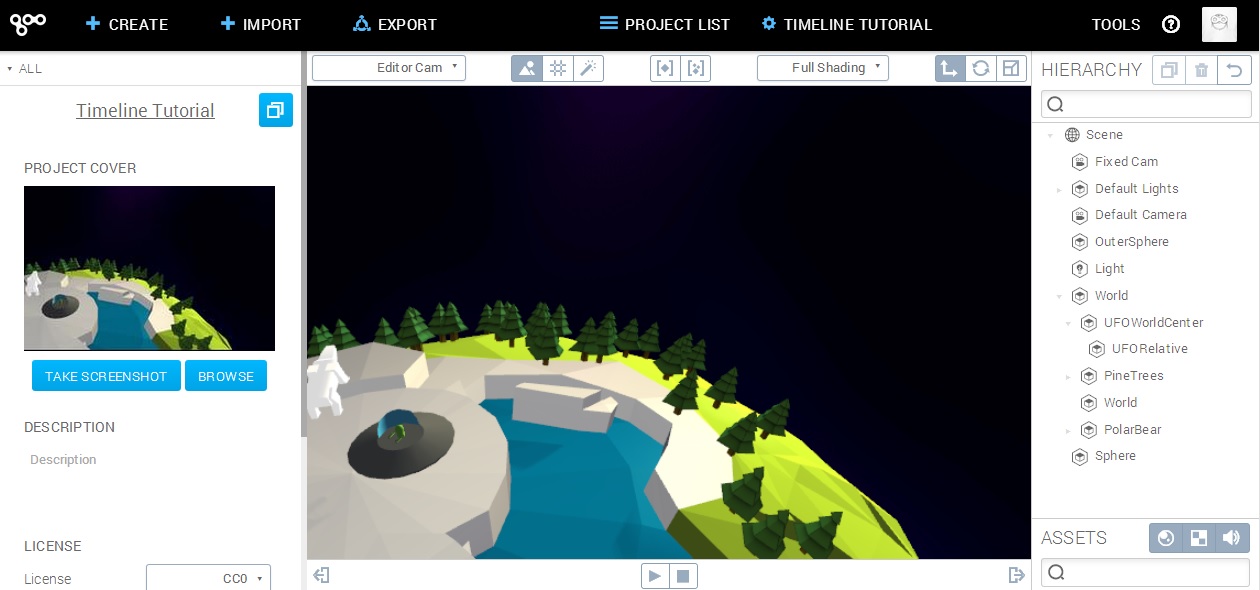 goo
CREATE
IMPORT
EXPORT
PROJECT LIST
TIMELINE TUTORIAL
TOOLS
ALL
Timeline Tutorial
PROJECT COVER
TAKE SCREENSHOT
BROWSE
DESCRIPTION
Description
LICENSE
License
CC0
Editor Cam
Full Shading
HIERARCHY
Scene
Fixed Cam
Default Lights
Default Camera
OuterSphere
Light
World
UFOWorldCenter
UFORelative
PineTrees
World
PolarBear
Sphere
ASSETS